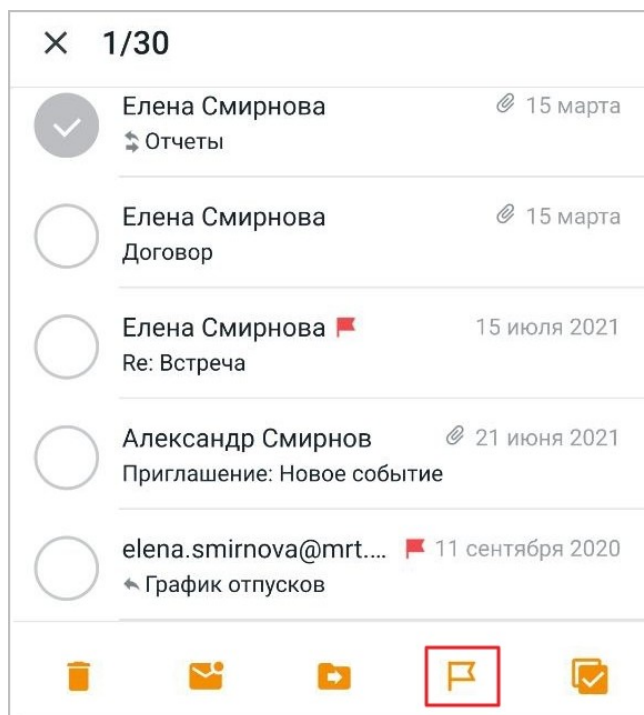 1/30
Елена Смирнова 15 марта
Отчеты
Елена Смирнова 15 марта
Договор
Елена Смирнова 15 июля 2021
Re: Встреча
Александр Смирнов 21 июня 2021
Приглашение: Новое событие
elena.smirnova@mrt.... 11 сентября 2020
График отпусков